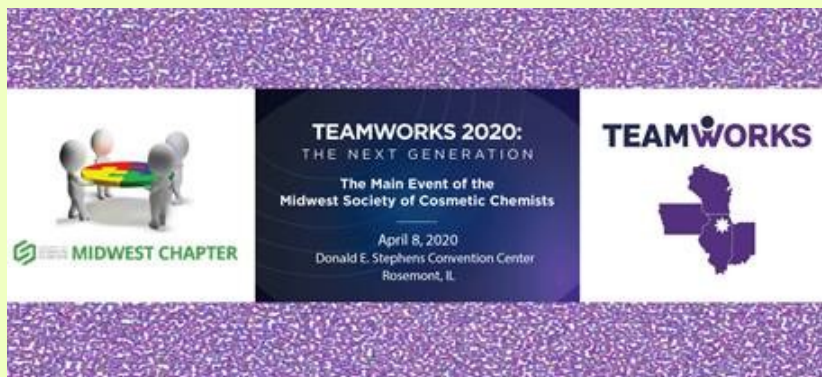 MIDWEST CHAPTER
TEAMWORKS 2020:
THE NEXT GENERATION
The Main Event of the
Midwest Society of Cosmetic Chemists
April 8, 2020
Donald E. Stephens Convention Center
Rosemont, IL
TEAMWORKS